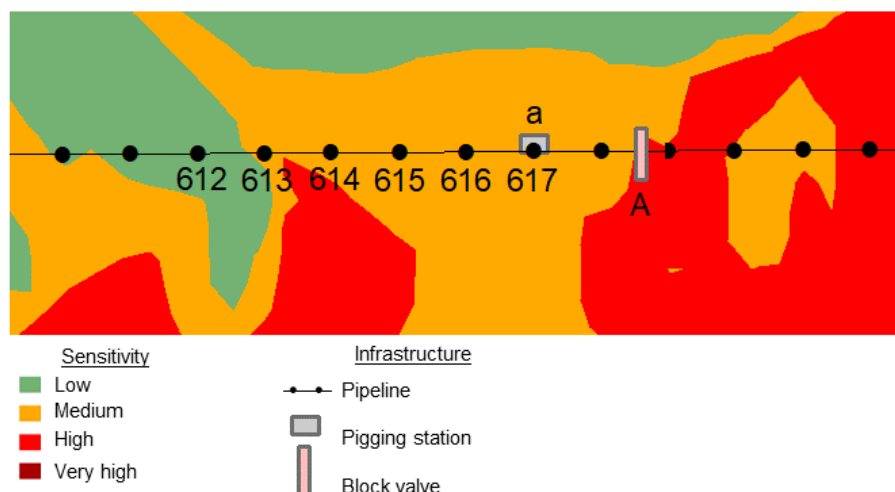 a
612 613 614 615 616 617
A
Sensitivity
Low
Medium
High
Very high
Infrastructure
Pipeline
Pigging station
Block valve